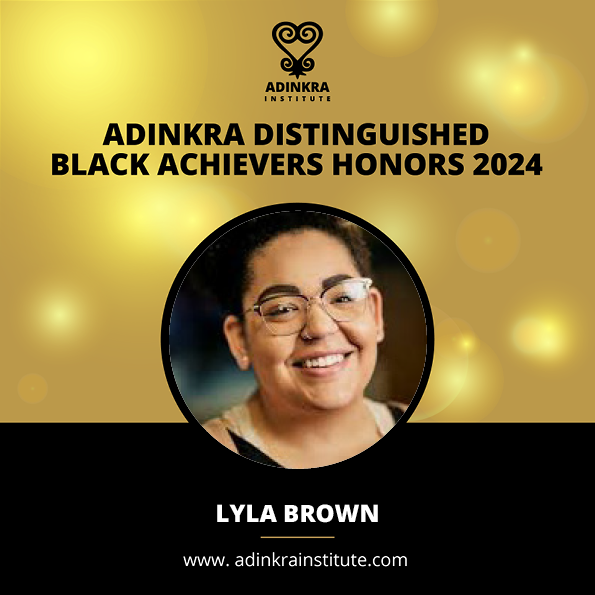 ADINKRA
INSTITUTE
ADINKRA DISTINGUISHED
BLACK ACHIEVERS HONORS 2024
LYLA BROWN
www. adinkrainstitute.com